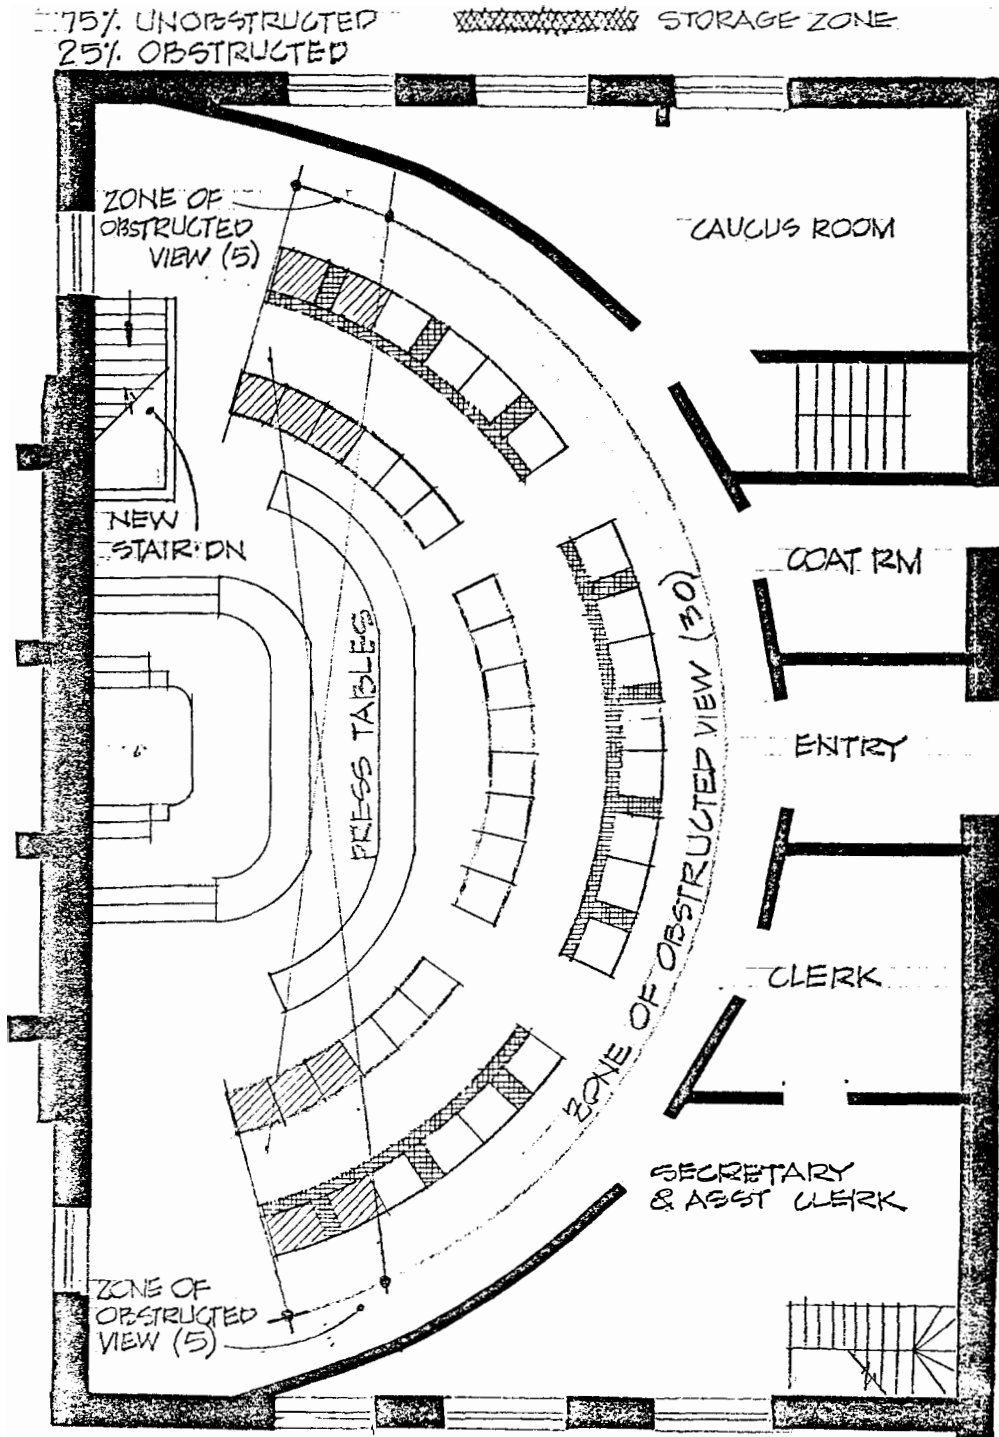 75% UNOBSTRUCTED
25% OBSTRUCTED
STORAGE ZONE
ZONE OF
OBSTRUCTED
VIEW (5)
CAUCUS ROOM
NEW
STAIR·DN
COAT RM
PRESS TABLES
ENTRY
ZONE OF OBSTRUCTED VIEW (30)
CLERK
SECRETARY
& ASST CLERK
ZONE OF
OBSTRUCTED
VIEW (5)